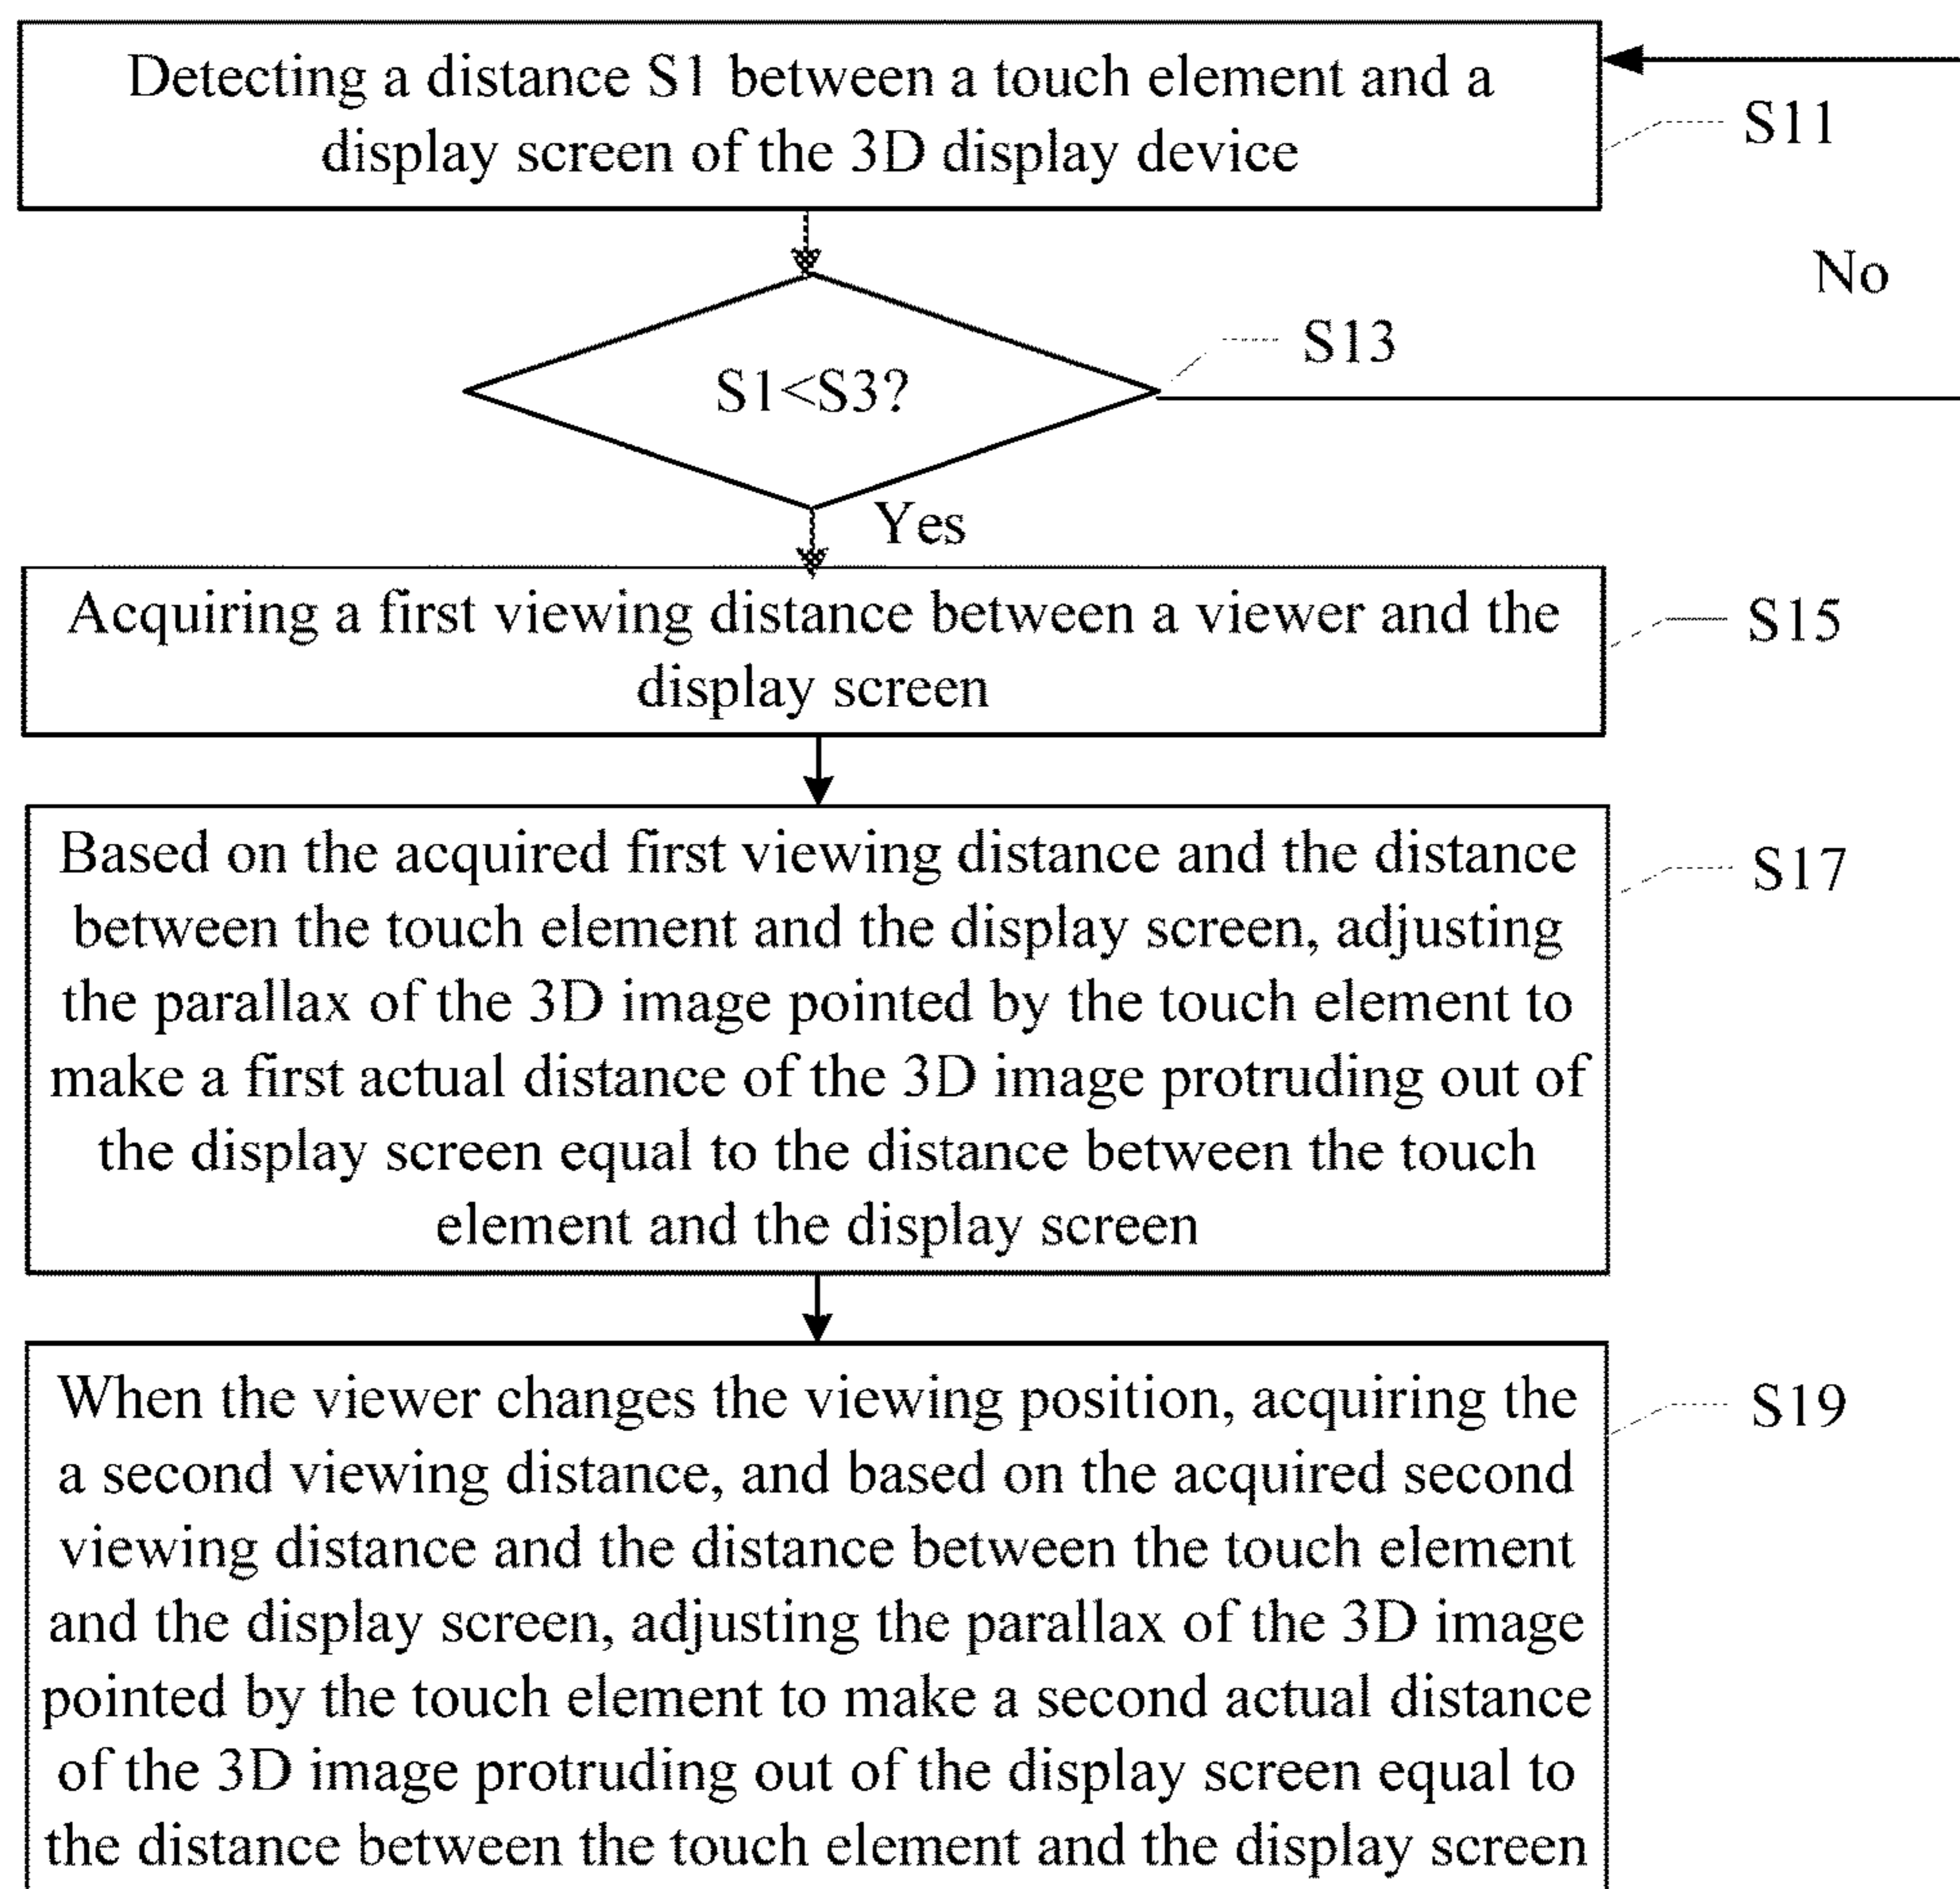 Detecting a distance S1 between a touch element and a
display screen of the 3D display device
S11
No
S13
S1<S3?
Yes
Acquiring a first viewing distance between a viewer and the
display screen
S15
Based on the acquired first viewing distance and the distance
between the touch element and the display screen, adjusting
the parallax of the 3D image pointed by the touch element to
make a first actual distance of the 3D image protruding out of
the display screen equal to the distance between the touch
element and the display screen
S17
When the viewer changes the viewing position, acquiring the
a second viewing distance, and based on the acquired second
viewing distance and the distance between the touch element
and the display screen, adjusting the parallax of the 3D image
pointed by the touch element to make a second actual distance
of the 3D image protruding out of the display screen equal to
the distance between the touch element and the display screen
S19